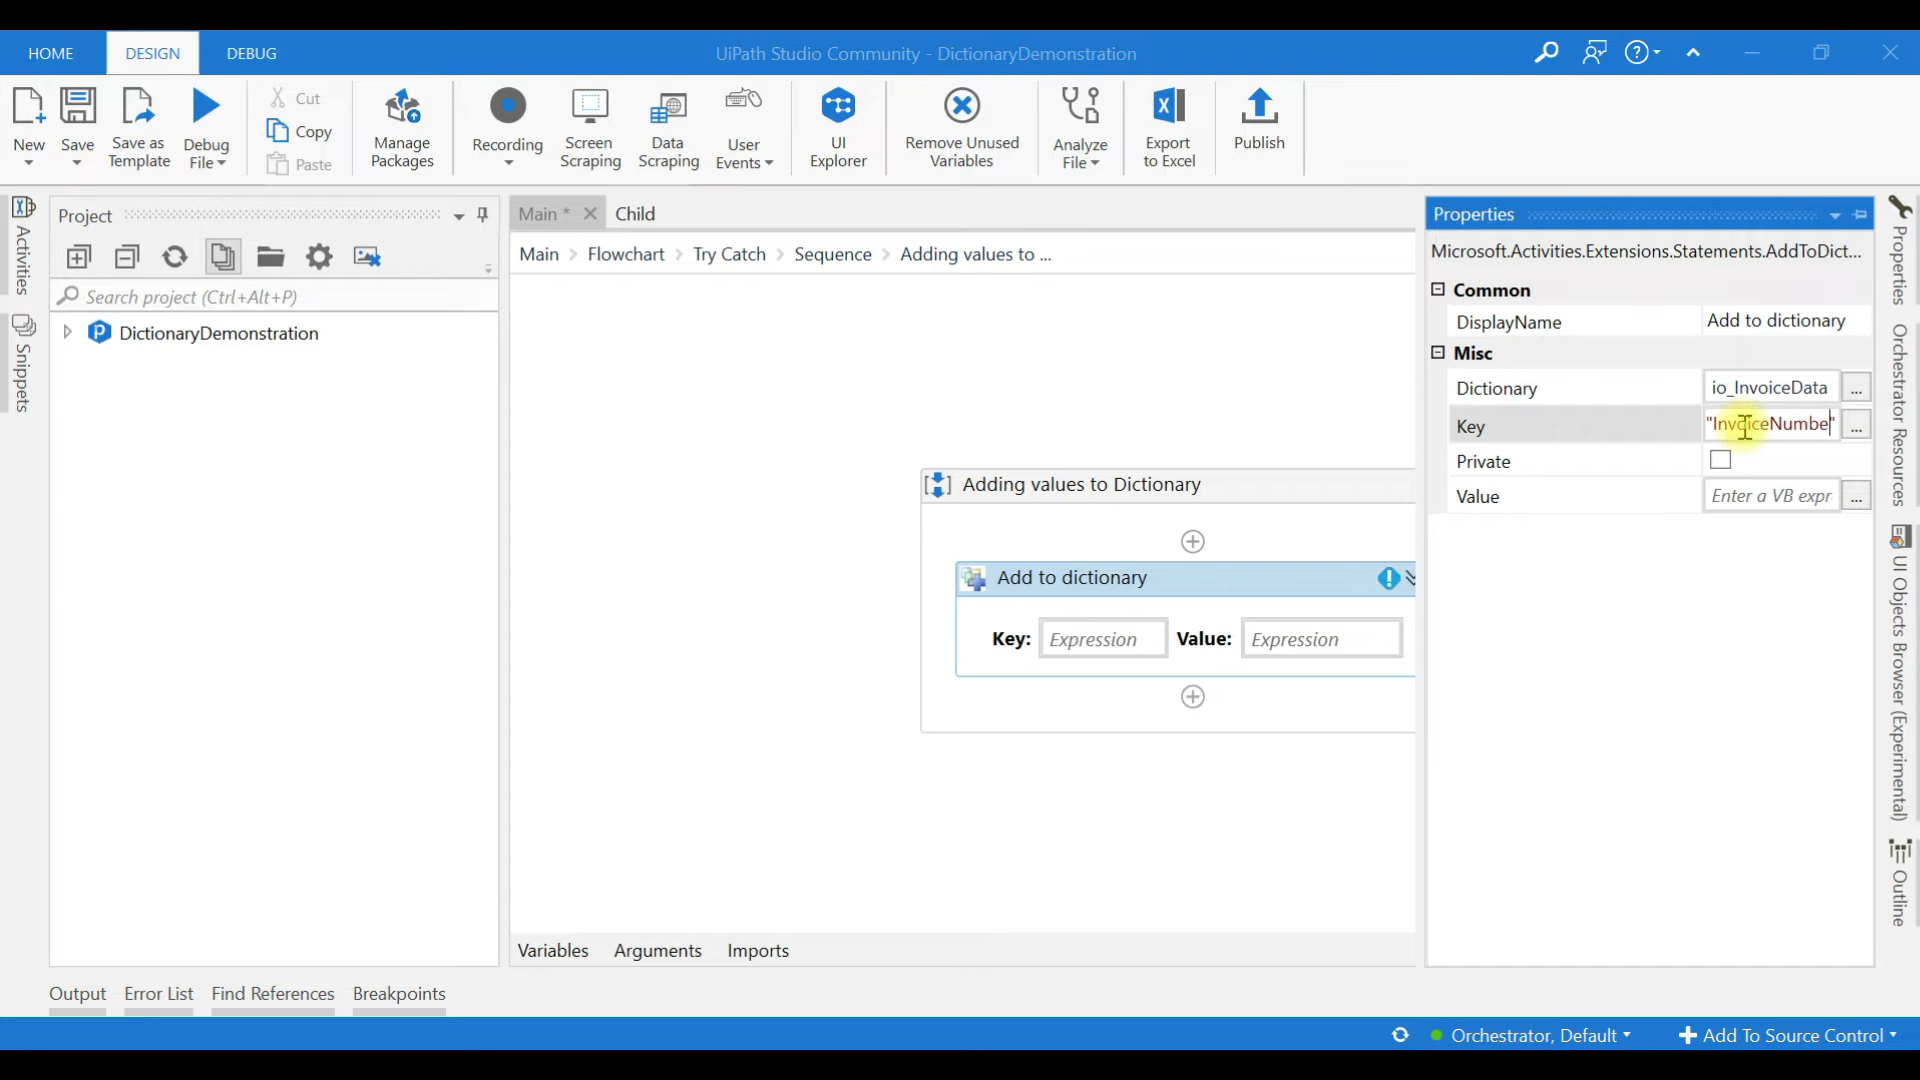 HOME
DESIGN
DEBUG
UiPath Studio Community - DictionaryDemonstration
New
Save
Save as
Template
Debug
File
Cut
Copy
Paste
Manage
Packages
Recording
Screen
Scraping
Data
Scraping
User
Events
UI
Explorer
Remove Unused
Variables
Analyze
File
Export
to Excel
Publish
Activities
Snippets
Project
Search project (Ctrl+Alt+P)
DictionaryDemonstration
Main *
Child
Main > Flowchart > Try Catch > Sequence > Adding values to ...
Adding values to Dictionary
Add to dictionary
Key: Expression Value: Expression
Variables Arguments Imports
Properties
Microsoft.Activities.Extensions.Statements.AddToDict...
Common
DisplayName Add to dictionary
Misc
Dictionary io_InvoiceData ...
Key "InvoiceNumbe" ...
Private
Value Enter a VB expr ...
Properties
Orchestrator Resources
UI Objects Browser (Experimental)
Outline
Output Error List Find References Breakpoints
Orchestrator, Default
Add To Source Control